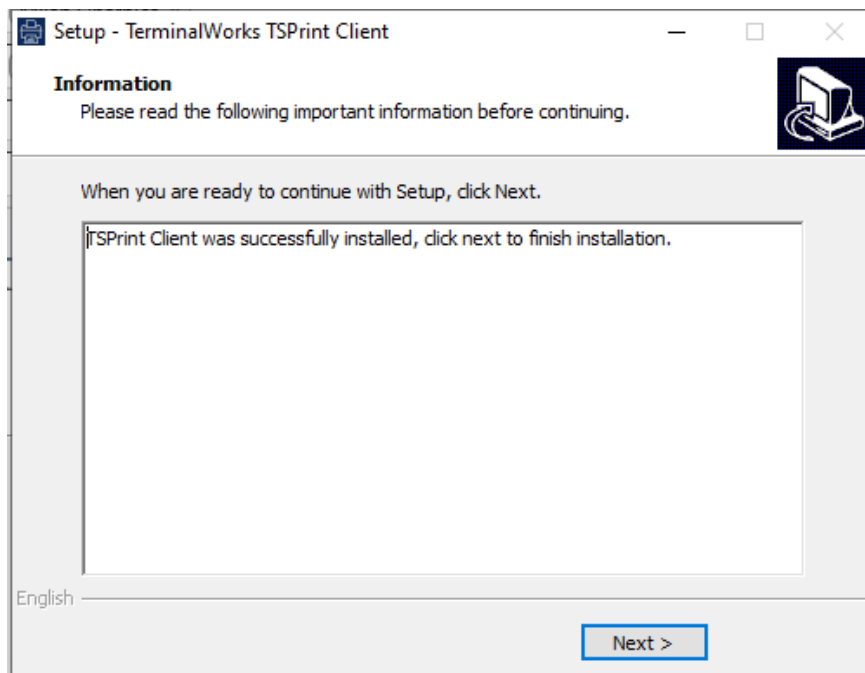 Setup - TerminalWorks TSPrint Client
Information
Please read the following important information before continuing.
When you are ready to continue with Setup, click Next.
TSPrint Client was successfully installed, click next to finish installation.
English
Next >